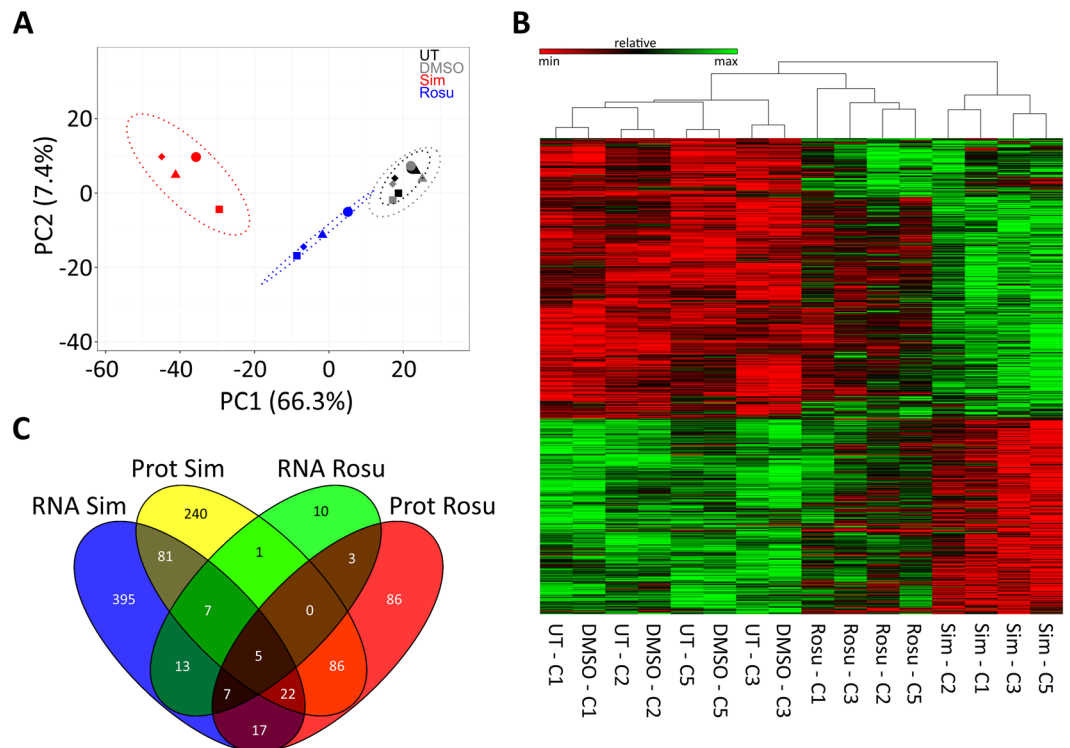 A
UT
DMSO
Sim
Rosu
20
0
-20
-40
-60
-40
-20
0
20
PC2 (7.4%)
PC1 (66.3%)
B
relative
min
max
UT - C1
DMSO - C1
UT - C2
DMSO - C2
UT - C5
DMSO - C5
UT - C3
DMSO - C3
Rosu - C1
Rosu - C3
Rosu - C2
Rosu - C5
Sim - C2
Sim - C1
Sim - C3
Sim - C5
C
Prot Sim
RNA Rosu
RNA Sim
Prot Rosu
240
10
81
1
3
395
7
0
86
13
5
86
7
22
17